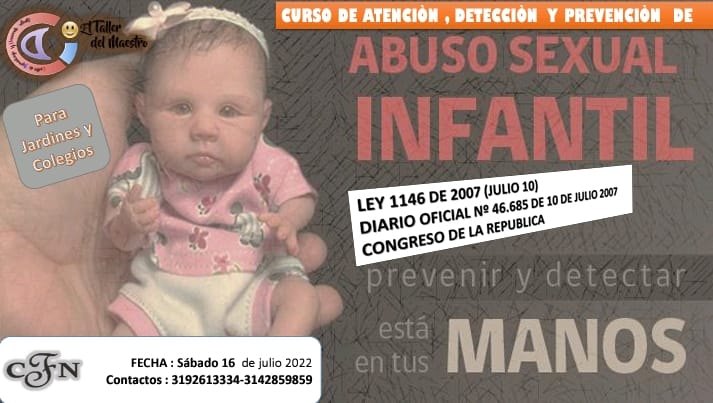 El Taller
del Maestro
CURSO DE ATENCIÒN , DETECCIÒN Y PREVENCIÒN DE
ABUSO SEXUAL
INFANTIL
Para
Jardines y
Colegios
LEY 1146 DE 2007 (JULIO 10)
DIARIO OFICIAL Nº 46.685 DE 10 DE JULIO 2007
CONGRESO DE LA REPUBLICA
prevenir y detectar
está
en tus
MANOS
CFN
FECHA : Sábado 16 de julio 2022
Contactos : 3192613334-3142859859